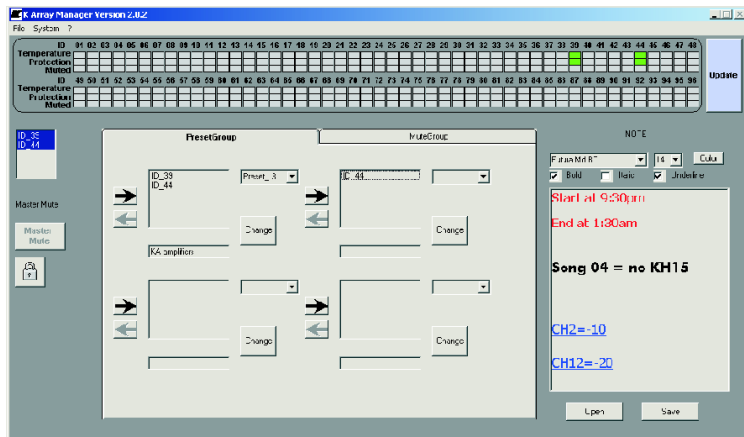 K Array Manager Version 2.0.2
File System ?
ID 01 02 03 04 05 06 07 08 09 10 11 12 13 14 15 16 17 18 19 20 21 22 23 24 25 26 27 28 29 30 31 32 33 34 35 36 37 38 39 40 41 42 43 44 45 46 47 48
Temperature
Protection
Muted
ID 49 50 51 52 53 54 55 56 57 58 59 60 61 62 63 64 65 66 67 68 69 70 71 72 73 74 75 76 77 78 79 80 81 82 83 84 85 86 87 88 89 90 91 92 93 94 95 96
Temperature
Protection
Muted
Update
ID_39
ID_44
Master Mute
Master
Mute
PresetGroup
MuteGroup
ID_39
ID_44
Preset_3
Change
KA amplifiers
ID_44
Change
Change
Change
NOTE
Futura Md BT
14
Color
Bold
Italic
Underline
Start at 9:30pm
End at 1:30am
Song 04 = no KH15
CH2=-10
CH12=-20
Open
Save